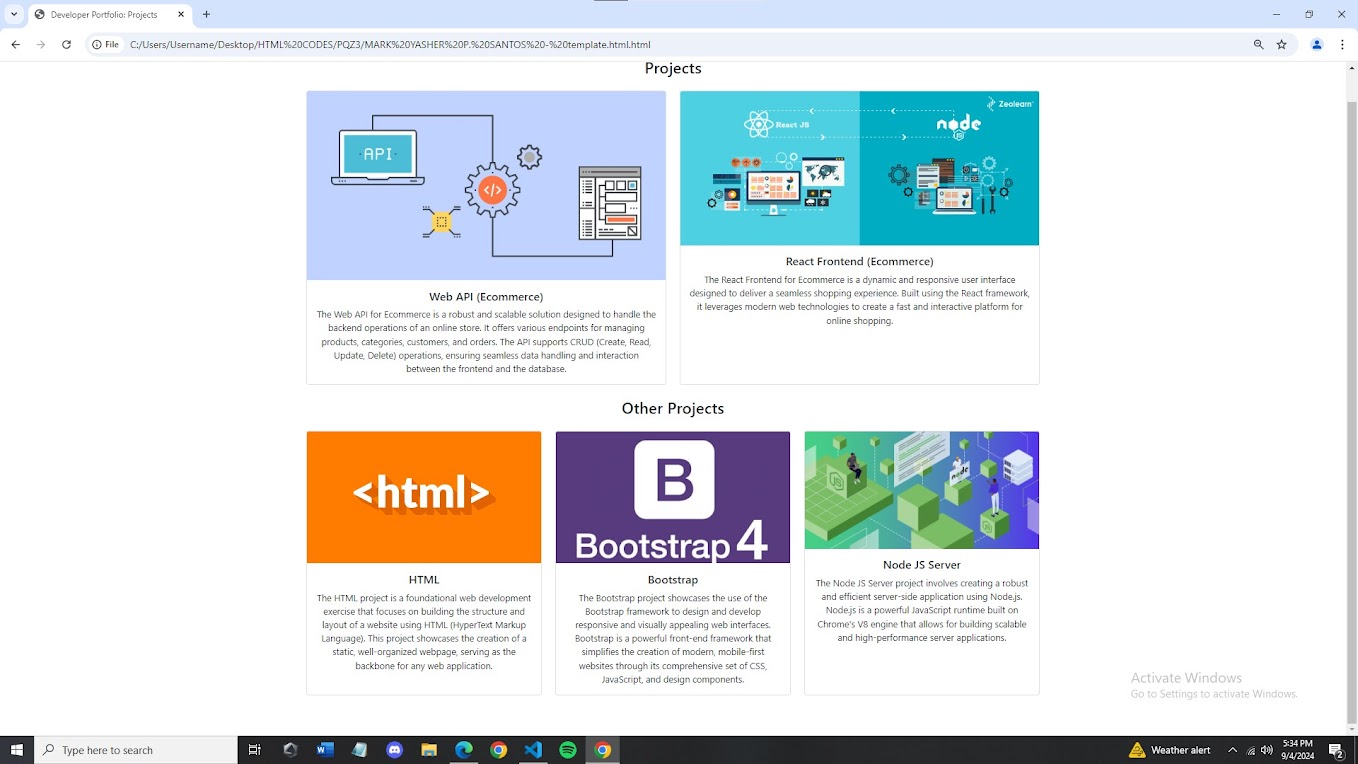 Developer Portfolio: Projects
File
C:/Users/Username/Desktop/HTML%20CODES/PQZ3/MARK%20YASHER%20P.%20SANTOS%20-%20template.html.html
Projects
API
</>
React JS
node
JS
Zeolearn
Web API (Ecommerce)
The Web API for Ecommerce is a robust and scalable solution designed to handle the
backend operations of an online store. It offers various endpoints for managing
products, categories, customers, and orders. The API supports CRUD (Create, Read,
Update, Delete) operations, ensuring seamless data handling and interaction
between the frontend and the database.
React Frontend (Ecommerce)
The React Frontend for Ecommerce is a dynamic and responsive user interface
designed to deliver a seamless shopping experience. Built using the React framework,
it leverages modern web technologies to create a fast and interactive platform for
online shopping.
Other Projects
<html>
B
Bootstrap 4
JS
node
JS
HTML
The HTML project is a foundational web development
exercise that focuses on building the structure and
layout of a website using HTML (HyperText Markup
Language). This project showcases the creation of a
static, well-organized webpage, serving as the
backbone for any web application.
Bootstrap
The Bootstrap project showcases the use of the
Bootstrap framework to design and develop
responsive and visually appealing web interfaces.
Bootstrap is a powerful front-end framework that
simplifies the creation of modern, mobile-first
websites through its comprehensive set of CSS,
JavaScript, and design components.
Node JS Server
The Node JS Server project involves creating a robust
and efficient server-side application using Node.js.
Node.js is a powerful JavaScript runtime built on
Chrome's V8 engine that allows for building scalable
and high-performance server applications.
Activate Windows
Go to Settings to activate Windows.
Type here to search
Weather alert
5:34 PM
9/4/2024
2